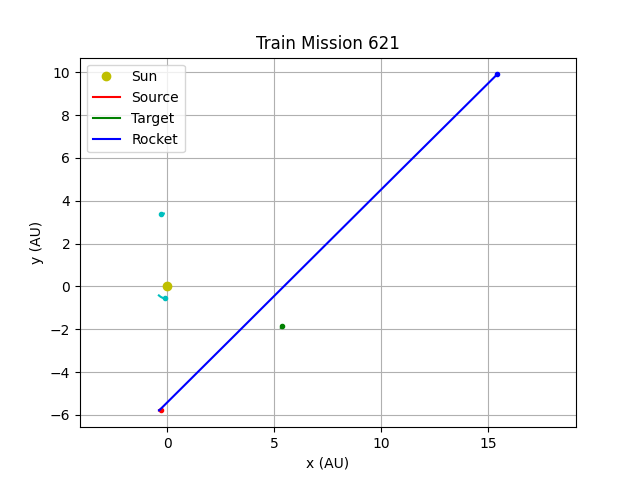 Train Mission 621
Sun
Source
Target
Rocket
10
8
6
4
2
0
−2
−4
−6
y (AU)
0
5
10
15
x (AU)